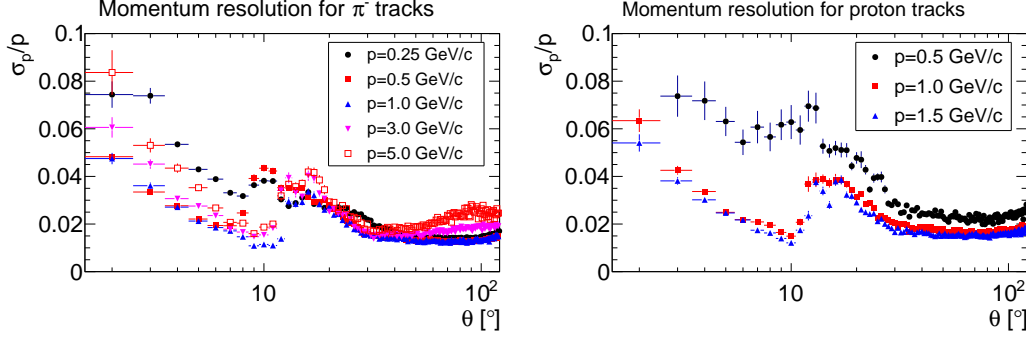 Momentum resolution for π⁻ tracks
σp/p
0.1
0.08
0.06
0.04
0.02
0
p=0.25 GeV/c
p=0.5 GeV/c
p=1.0 GeV/c
p=3.0 GeV/c
p=5.0 GeV/c
10
10²
θ [°]
Momentum resolution for proton tracks
σp/p
0.1
0.08
0.06
0.04
0.02
0
p=0.5 GeV/c
p=1.0 GeV/c
p=1.5 GeV/c
10
10²
θ [°]